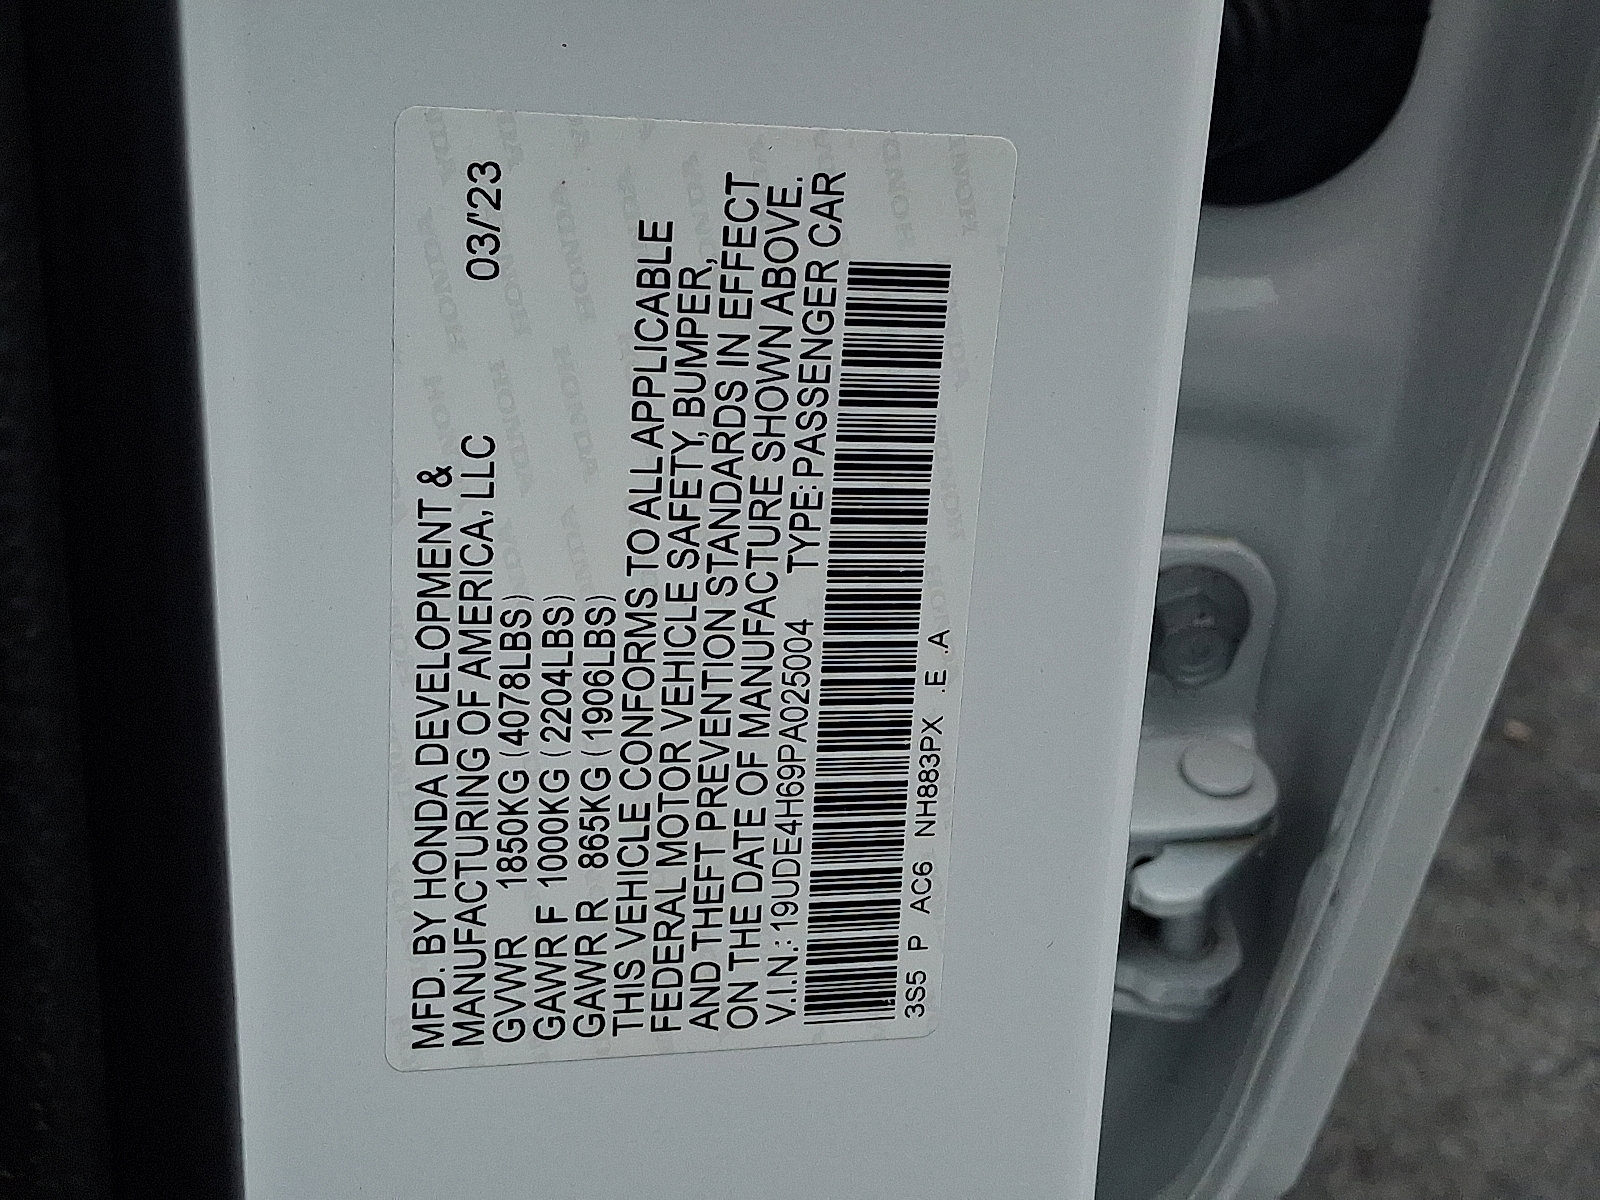 MFD. BY HONDA DEVELOPMENT &
MANUFACTURING OF AMERICA, LLC 03/'23
GVWR 1850KG (4078LBS)
GAWR F 1000KG (2204LBS)
GAWR R 865KG (1906LBS)
THIS VEHICLE CONFORMS TO ALL APPLICABLE
FEDERAL MOTOR VEHICLE SAFETY, BUMPER,
AND THEFT PREVENTION STANDARDS IN EFFECT
ON THE DATE OF MANUFACTURE SHOWN ABOVE.
V.I.N.: 19UDE4H69PA025004 TYPE: PASSENGER CAR
3S5 P AC6 NH883PX .E .A